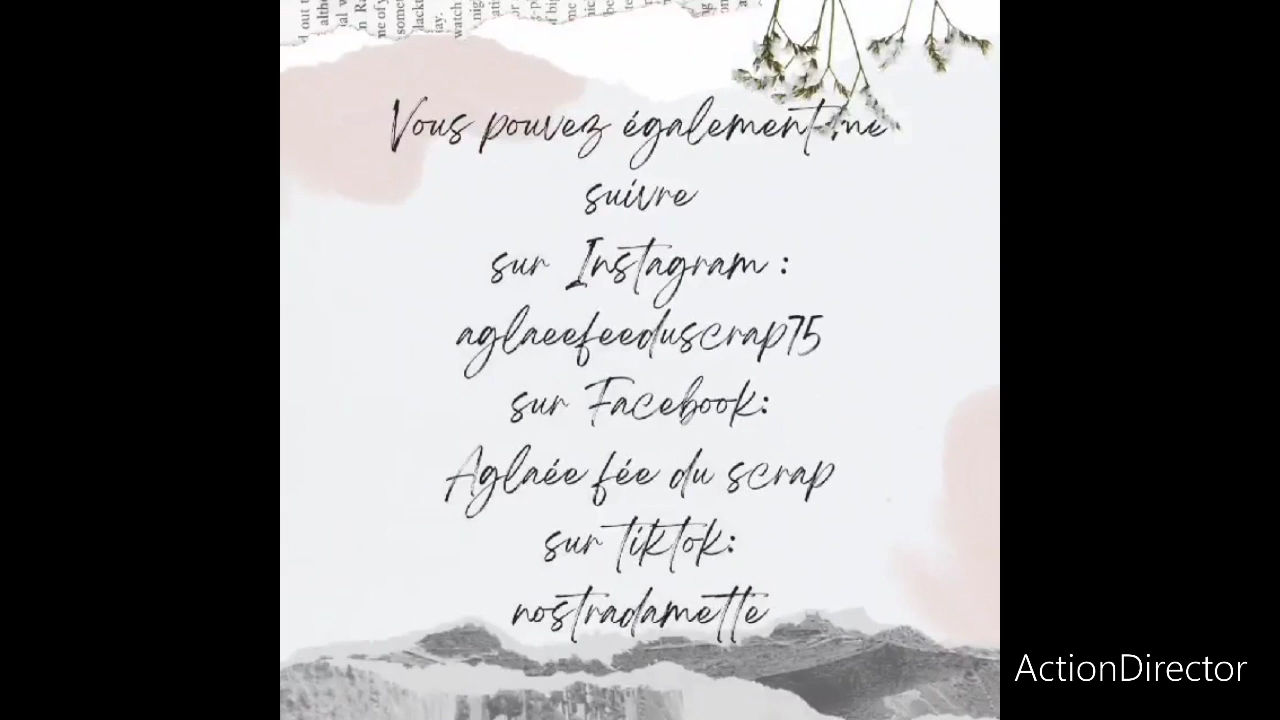 Vous pouvez également me
suivre
sur Instagram :
aglaeefeeduscrap75
sur Facebook:
Aglaée fée du scrap
sur tiktok:
nostradamette
ActionDirector